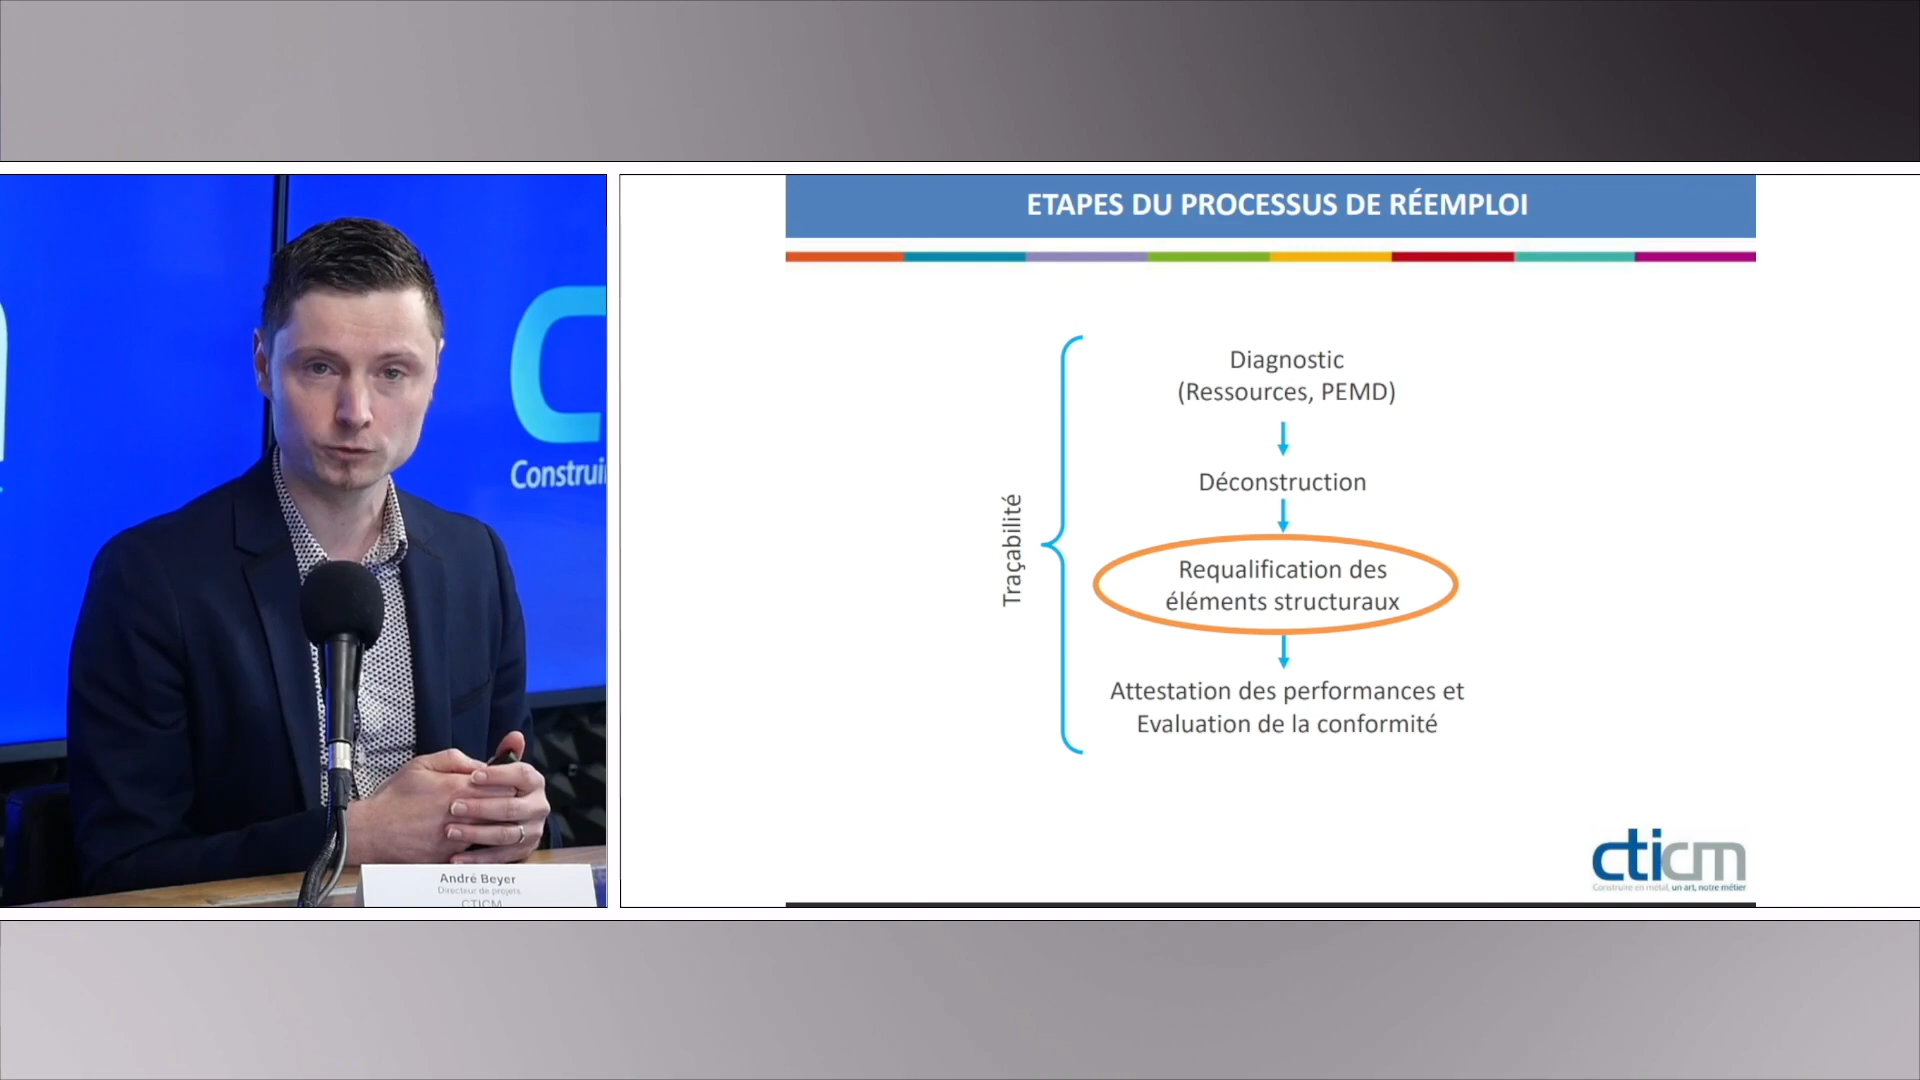 Construi
André Beyer
Directeur de projets
CTICM
ETAPES DU PROCESSUS DE RÉEMPLOI
Traçabilité
Diagnostic
(Ressources, PEMD)
Déconstruction
Requalification des
éléments structuraux
Attestation des performances et
Evaluation de la conformité
cticm
Construire en métal, un art, notre métier